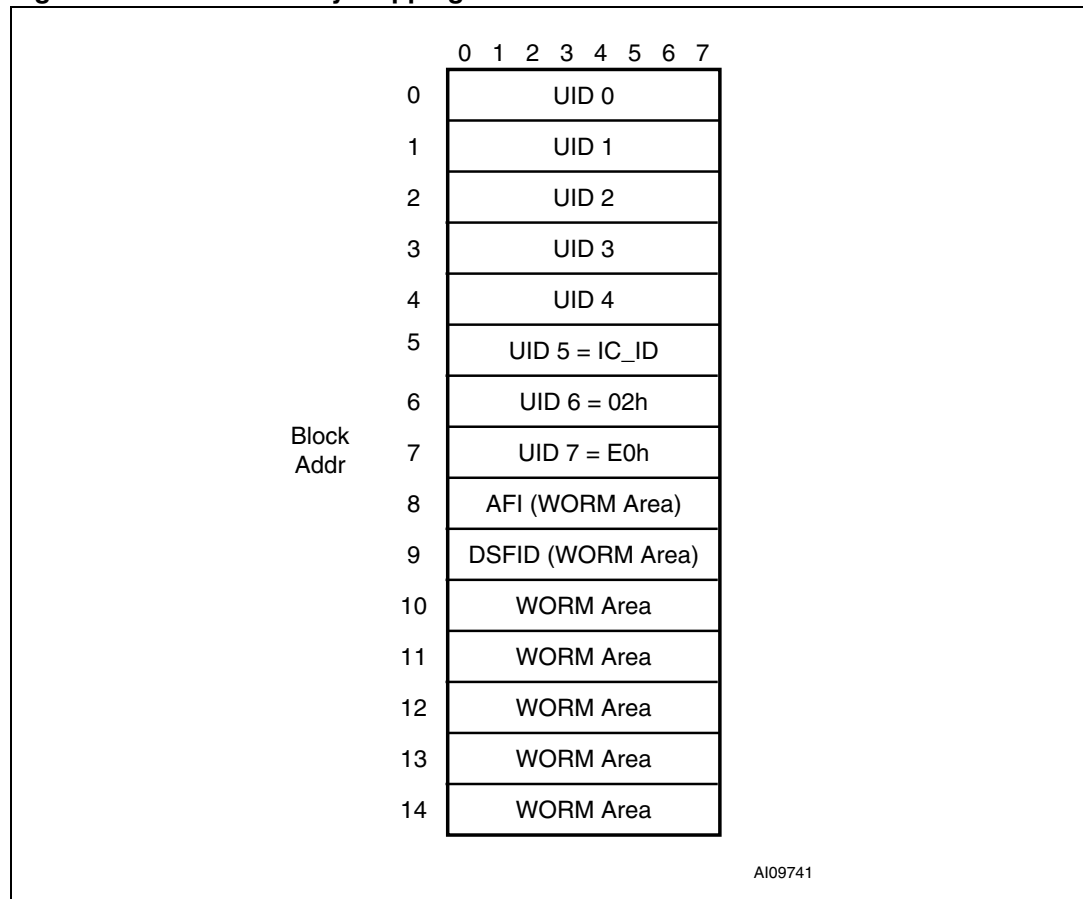 0 1 2 3 4 5 6 7
0 UID 0
1 UID 1
2 UID 2
3 UID 3
4 UID 4
5 UID 5 = IC_ID
6 UID 6 = 02h
Block
Addr
7 UID 7 = E0h
8 AFI (WORM Area)
9 DSFID (WORM Area)
10 WORM Area
11 WORM Area
12 WORM Area
13 WORM Area
14 WORM Area
AI09741